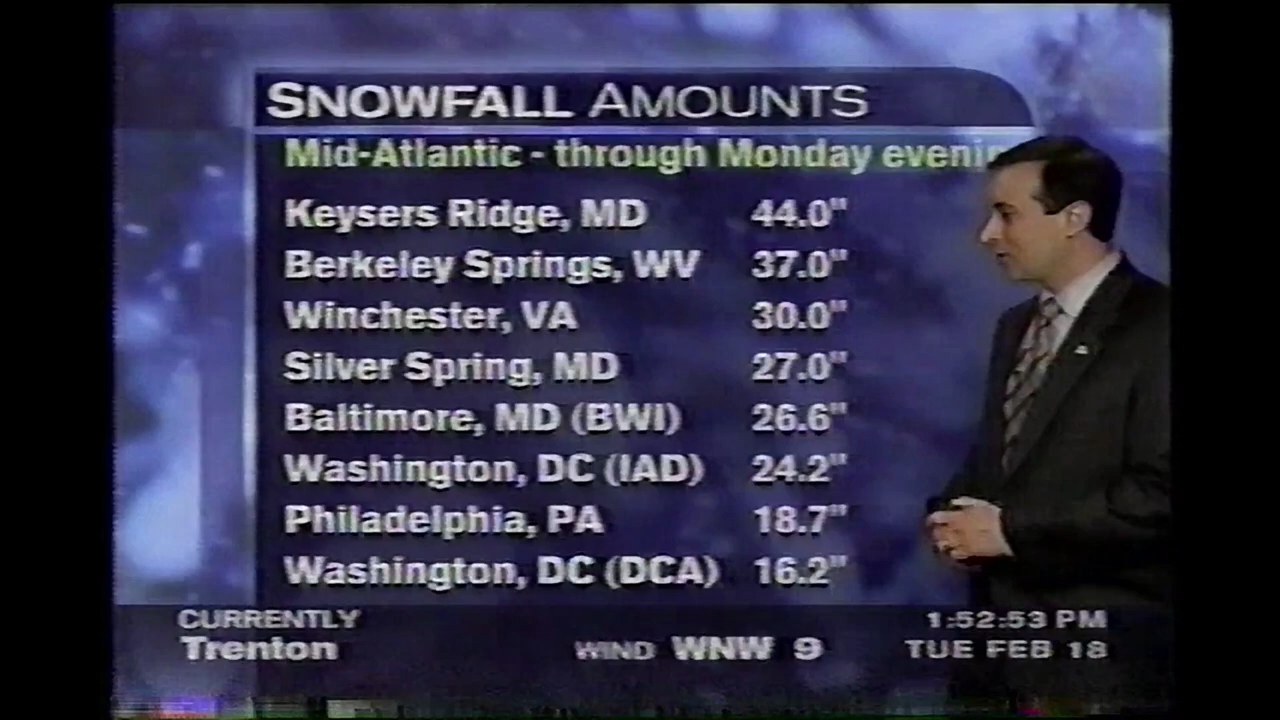 SNOWFALL AMOUNTS
Mid-Atlantic - through Monday evenin
Keysers Ridge, MD 44.0"
Berkeley Springs, WV 37.0"
Winchester, VA 30.0"
Silver Spring, MD 27.0"
Baltimore, MD (BWI) 26.6"
Washington, DC (IAD) 24.2"
Philadelphia, PA 18.7"
Washington, DC (DCA) 16.2"
CURRENTLY 1:52:53 PM
Trenton WIND WNW 9 TUE FEB 18